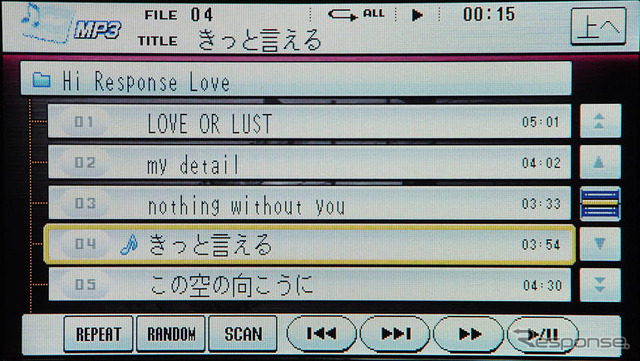 MP3 FILE 04 ALL 00:15 上へ
TITLE きっと言える
Hi Response Love
01 LOVE OR LUST 05:01
02 my detail 04:02
03 nothing without you 03:33
04 きっと言える 03:54
05 この空の向こうに 04:30
REPEAT RANDOM SCAN
Response.